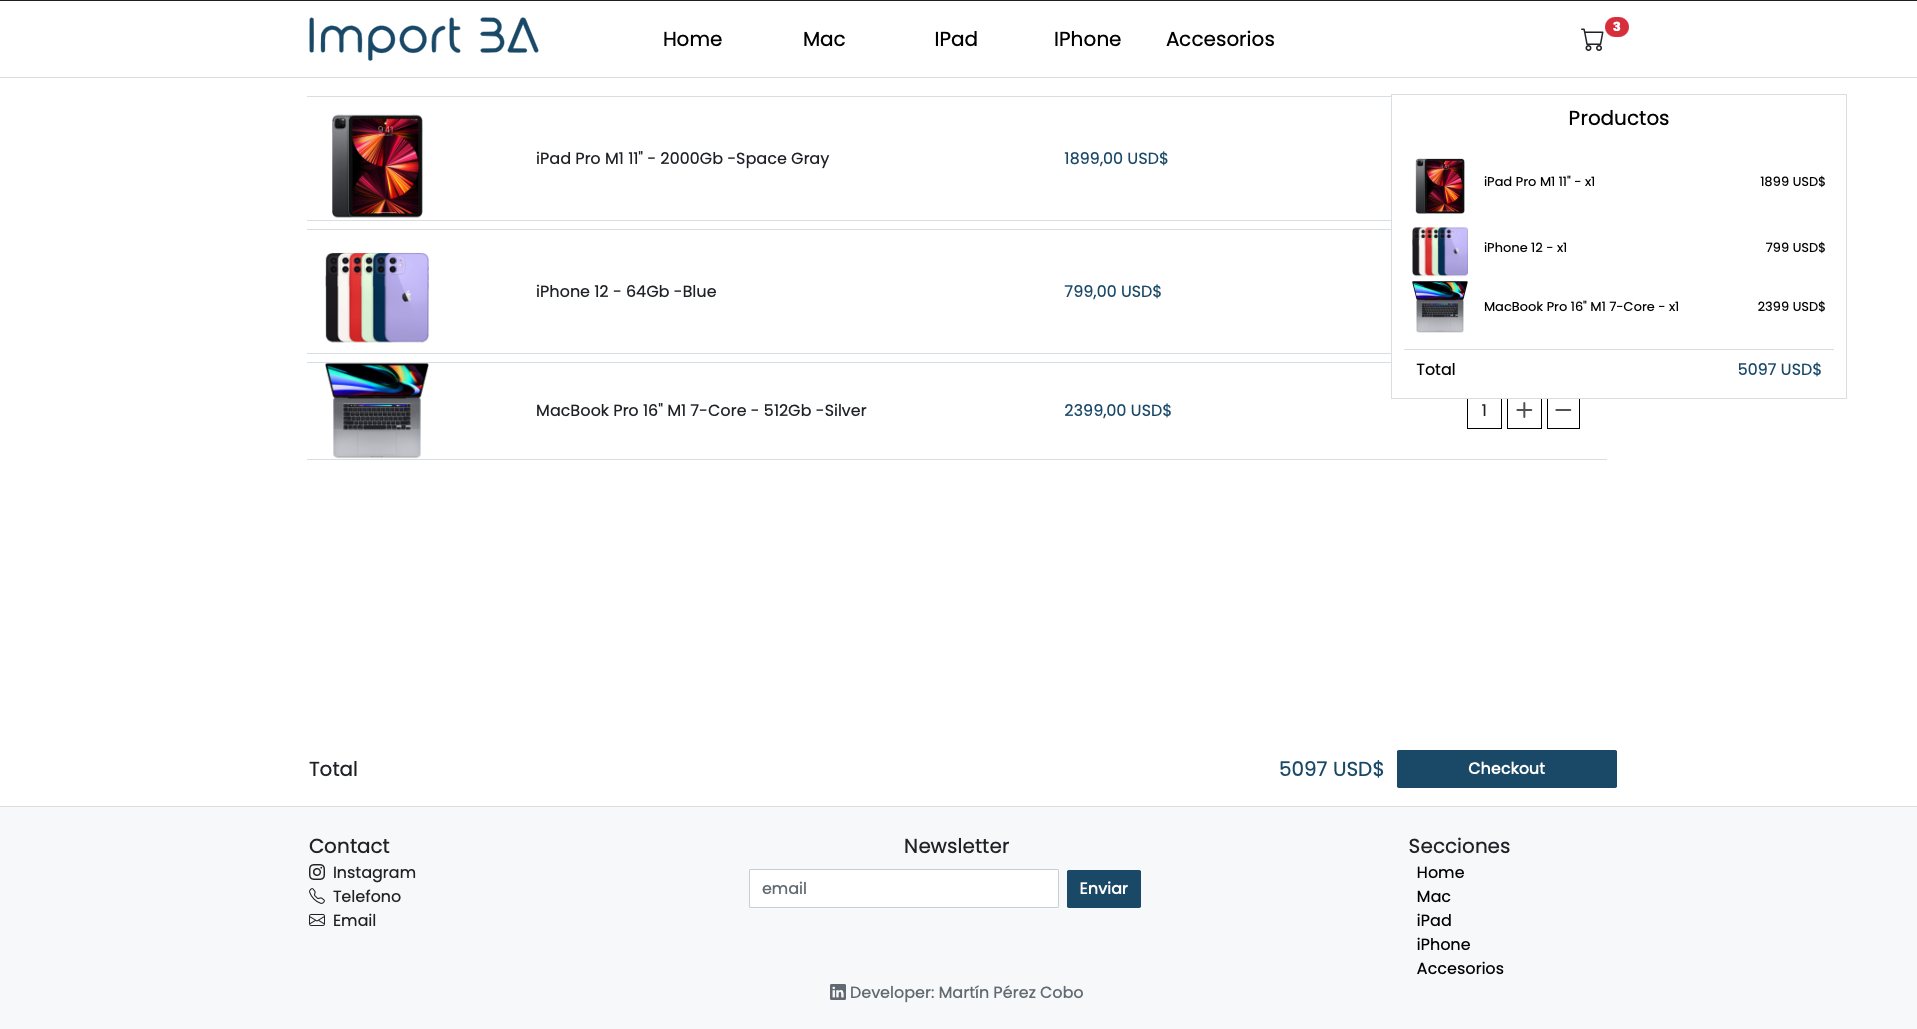 Import BA
Home
Mac
IPad
IPhone
Accesorios
3
iPad Pro M1 11" - 2000Gb -Space Gray
1899,00 USD$
iPhone 12 - 64Gb -Blue
799,00 USD$
MacBook Pro 16" M1 7-Core - 512Gb -Silver
2399,00 USD$
1
+
−
Productos
iPad Pro M1 11" - x1
1899 USD$
iPhone 12 - x1
799 USD$
MacBook Pro 16" M1 7-Core - x1
2399 USD$
Total
5097 USD$
Total
5097 USD$
Checkout
Contact
Instagram
Telefono
Email
Newsletter
email
Enviar
Secciones
Home
Mac
iPad
iPhone
Accesorios
Developer: Martín Pérez Cobo